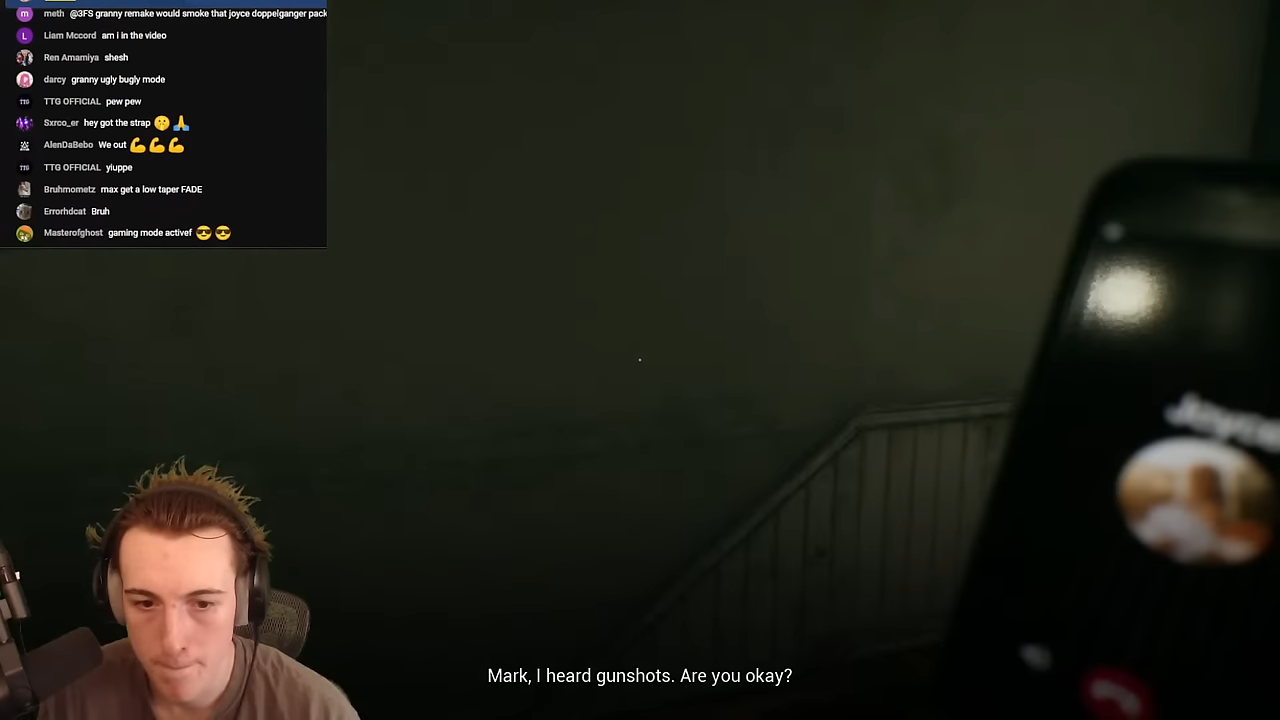 meth @3FS granny remake would smoke that joyce doppelganger pack
Liam Mccord am i in the video
Ren Amamiya shesh
darcy granny ugly bugly mode
TTG OFFICIAL pew pew
Sxrco_er hey got the strap 🤫🙏
AlenDaBebo We out 💪💪💪
TTG OFFICIAL yiuppe
Bruhmometz max get a low taper FADE
Errorhdcat Bruh
Masterofghost gaming mode activef 😎😎
Joyce
Mark, I heard gunshots. Are you okay?